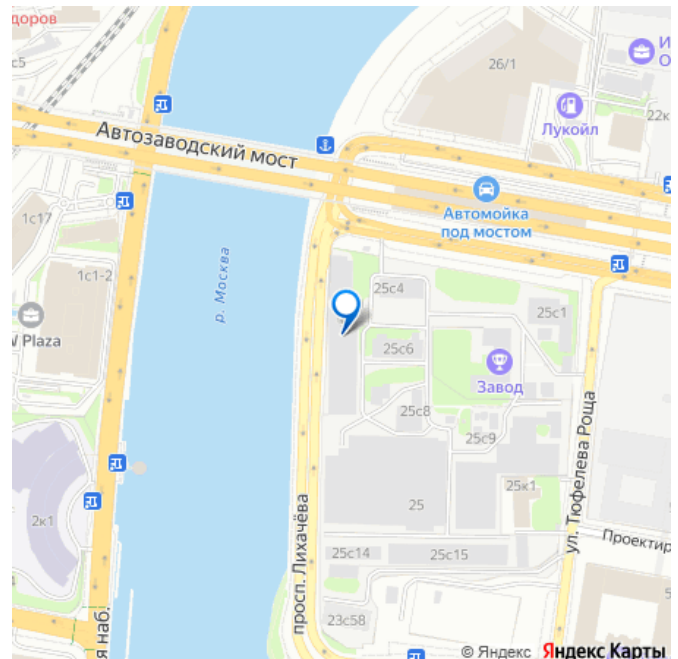 доров
с5
26/1
И
О
Лукойл
22к
Автозаводский мост
Автомойка
под мостом
1с17
1с1-2
р. Москва
25с4
25с1
/ Plaza
25с6
Завод
25с8
25с9
ул. Тюфелева Роща
2к1
25к1
25
просп. Лихачёва
Проектир
25с14
25с15
23с58
5
я наб.
© Яндекс Яндекс Карты